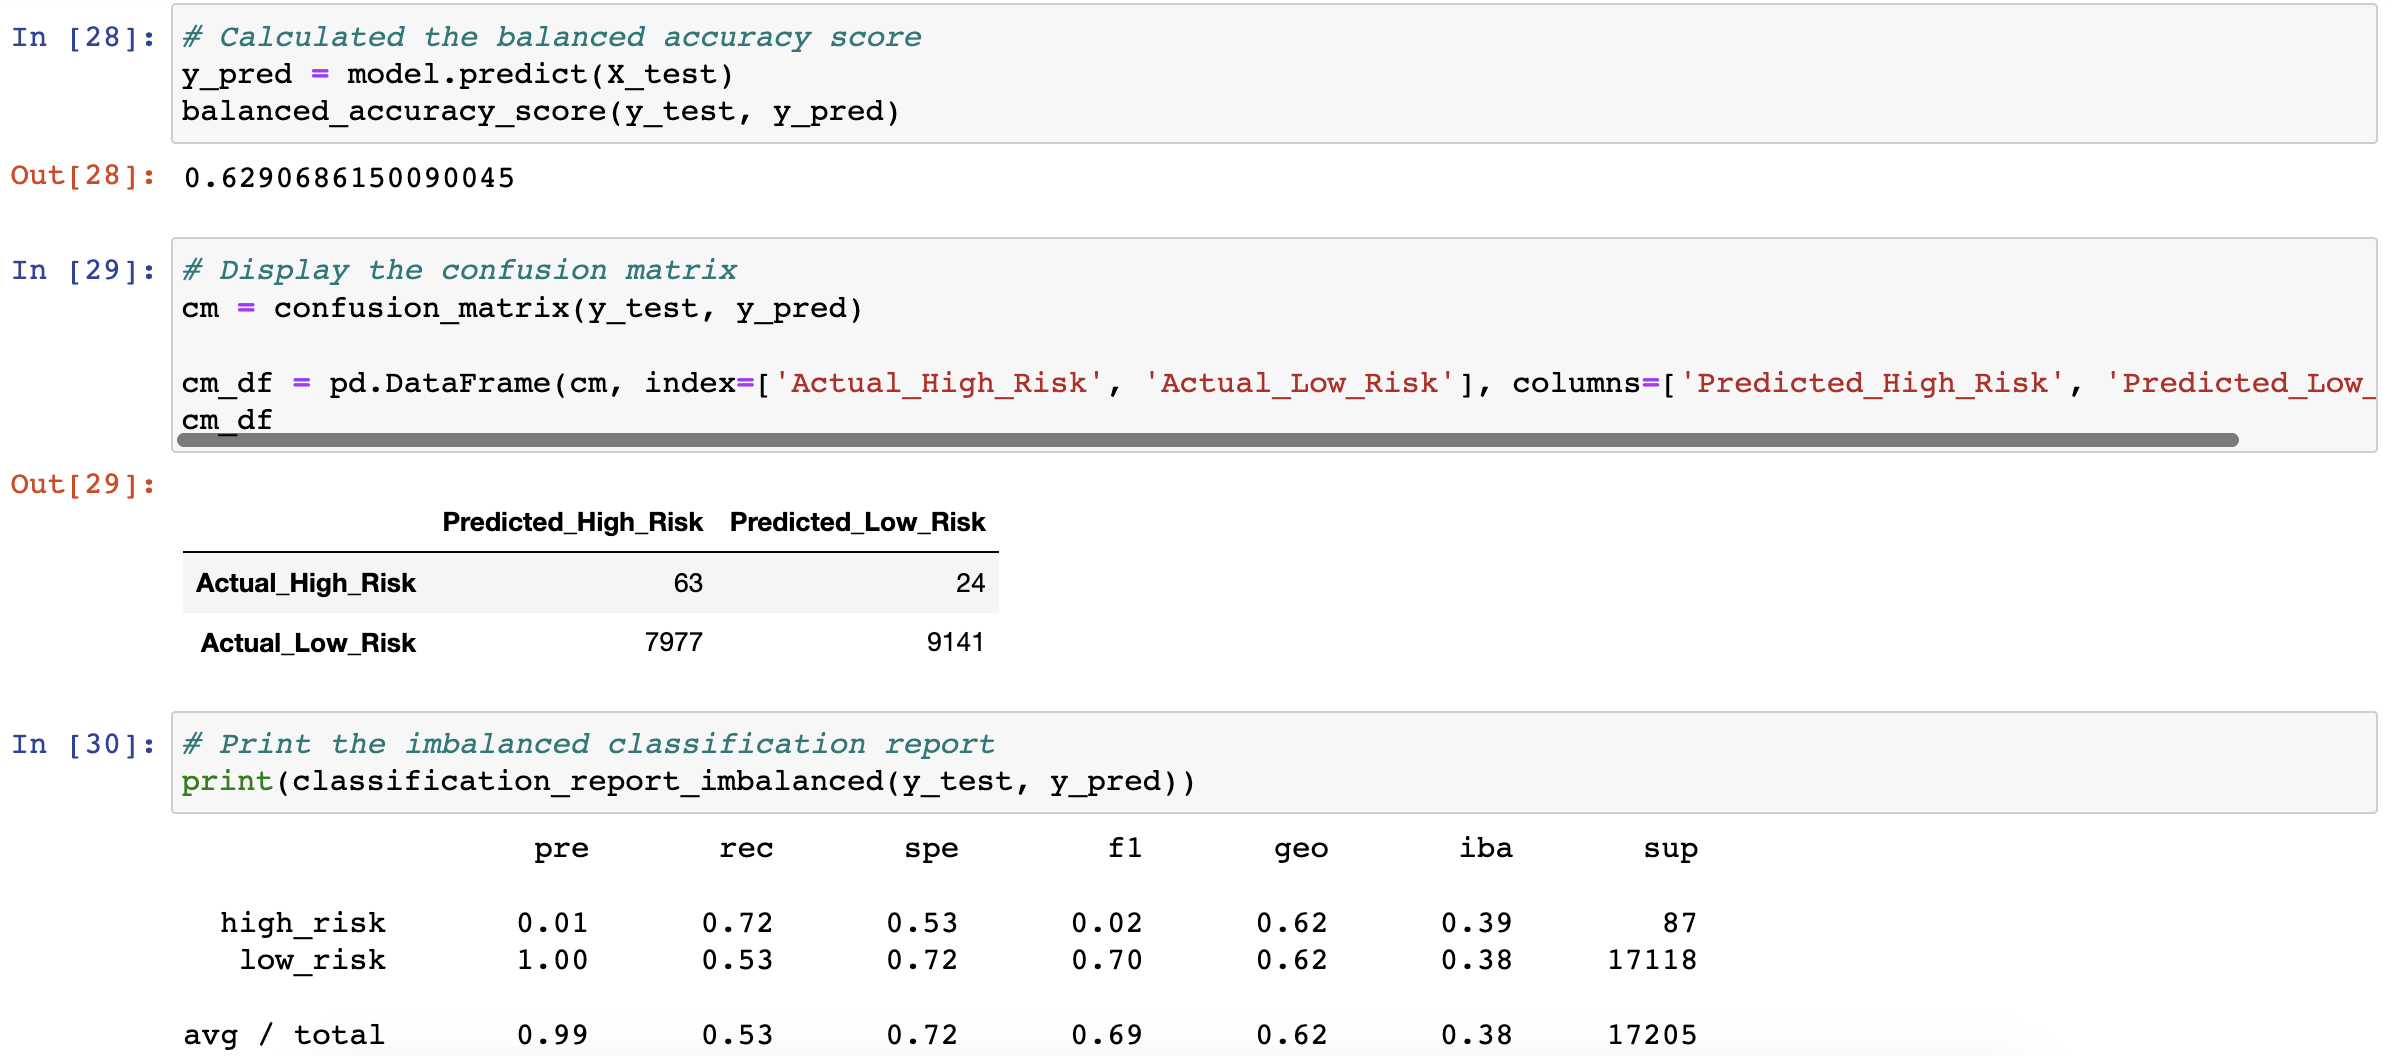 In [28]: # Calculated the balanced accuracy score
y_pred = model.predict(X_test)
balanced_accuracy_score(y_test, y_pred)
Out[28]: 0.6290686150090045
In [29]: # Display the confusion matrix
cm = confusion_matrix(y_test, y_pred)
cm_df = pd.DataFrame(cm, index=['Actual_High_Risk', 'Actual_Low_Risk'], columns=['Predicted_High_Risk', 'Predicted_Low_
cm_df
Out[29]:
Predicted_High_Risk Predicted_Low_Risk
Actual_High_Risk 63 24
Actual_Low_Risk 7977 9141
In [30]: # Print the imbalanced classification report
print(classification_report_imbalanced(y_test, y_pred))
pre rec spe f1 geo iba sup
high_risk 0.01 0.72 0.53 0.02 0.62 0.39 87
low_risk 1.00 0.53 0.72 0.70 0.62 0.38 17118
avg / total 0.99 0.53 0.72 0.69 0.62 0.38 17205